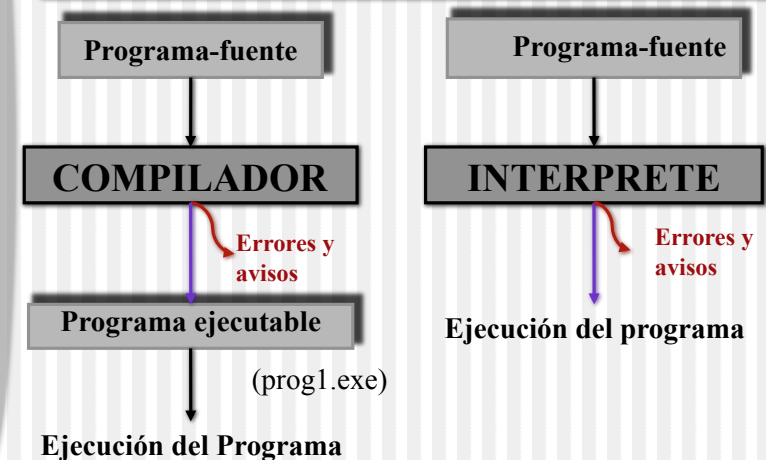 Programa-fuente
COMPILADOR
Errores y
avisos
Programa ejecutable
(prog1.exe)
Ejecución del Programa
Programa-fuente
INTERPRETE
Errores y
avisos
Ejecución del programa